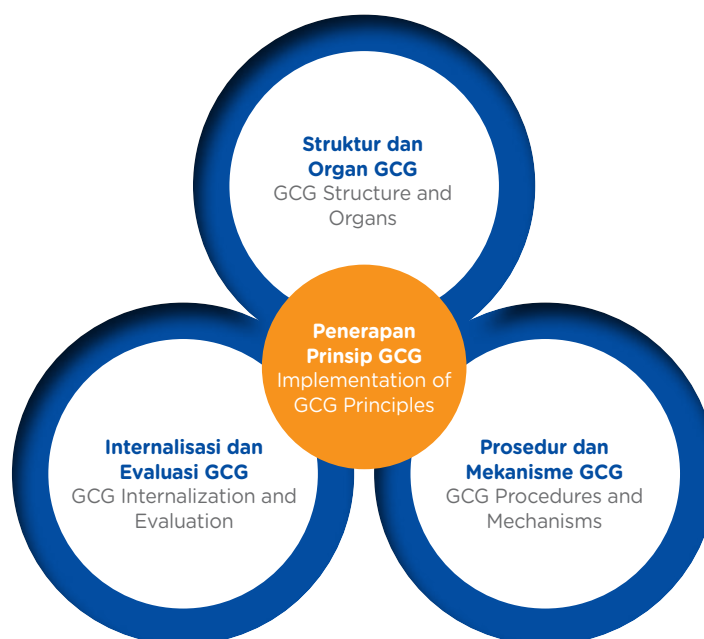 Struktur dan
Organ GCG
GCG Structure and
Organs
Penerapan
Prinsip GCG
Implementation of
GCG Principles
Internalisasi dan
Evaluasi GCG
GCG Internalization and
Evaluation
Prosedur dan
Mekanisme GCG
GCG Procedures and
Mechanisms